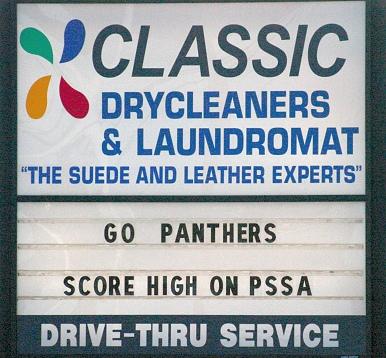 CLASSIC
DRYCLEANERS
& LAUNDROMAT
"THE SUEDE AND LEATHER EXPERTS"
GO PANTHERS
SCORE HIGH ON PSSA
DRIVE-THRU SERVICE